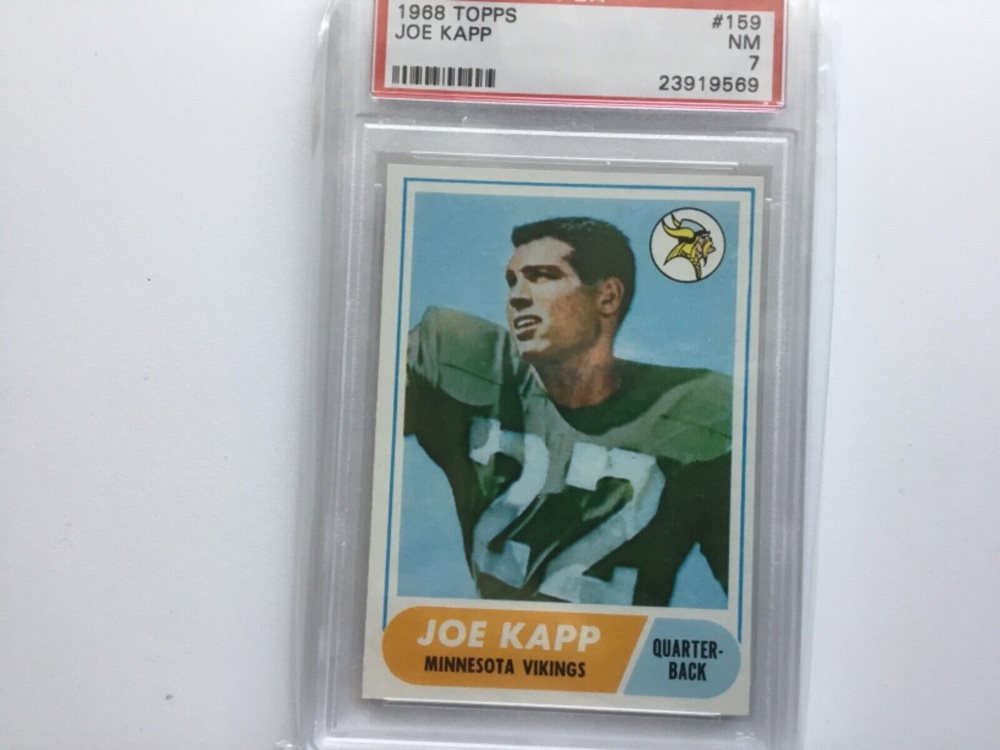 1968 TOPPS #159
JOE KAPP NM
7
23919569
22
JOE KAPP
MINNESOTA VIKINGS
QUARTER-
BACK